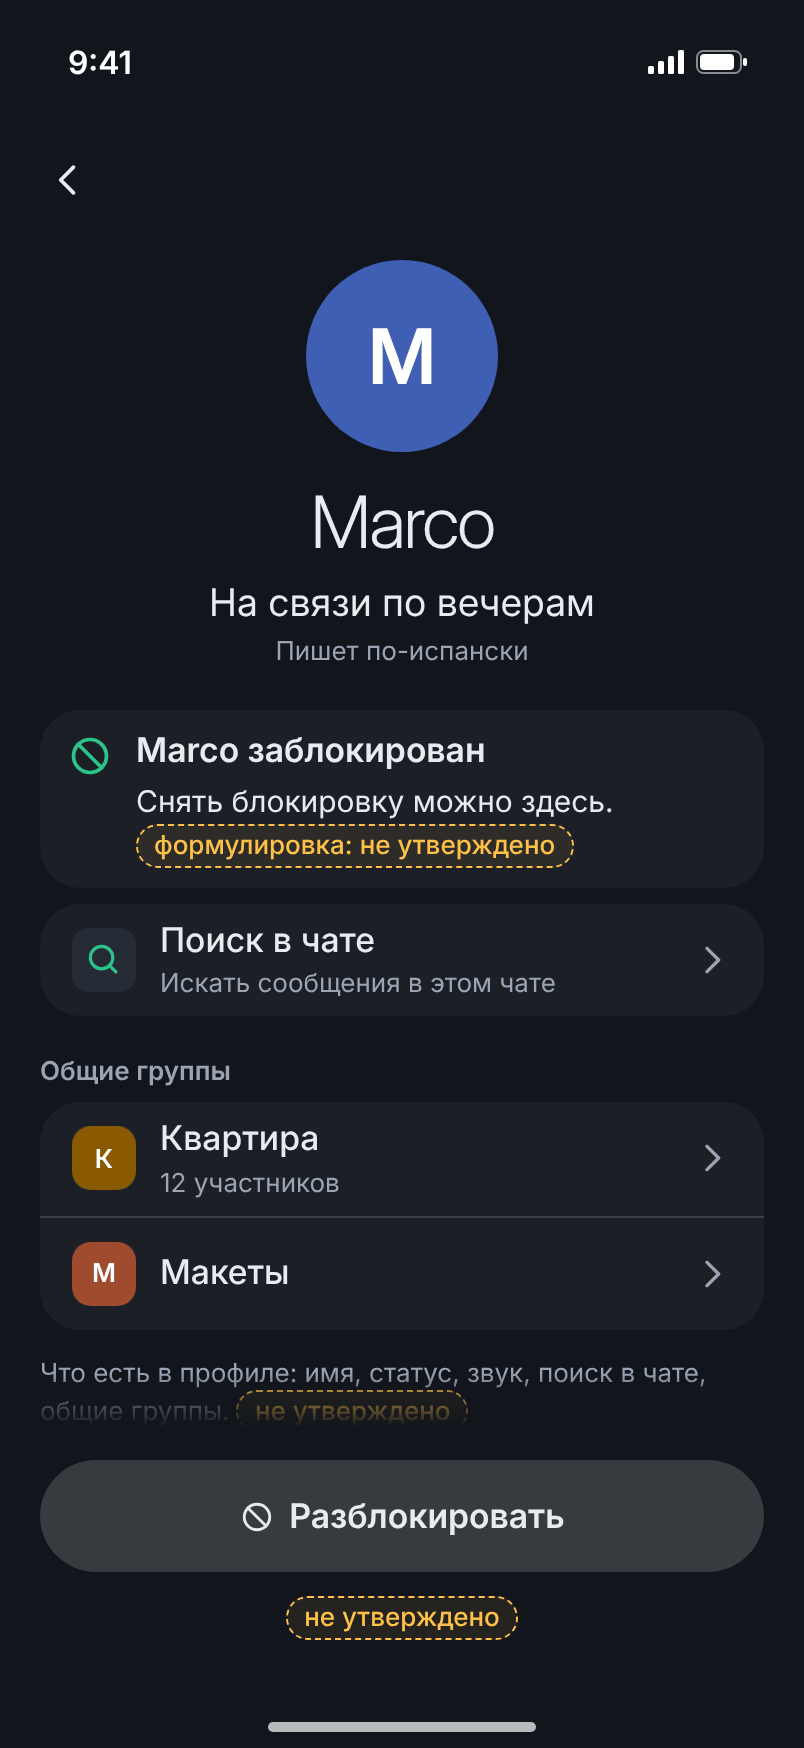 9:41
M
Marco
На связи по вечерам
Пишет по-испански
Marco заблокирован
Снять блокировку можно здесь.
формулировка: не утверждено
Поиск в чате
Искать сообщения в этом чате
Общие группы
К
Квартира
12 участников
М
Макеты
Что есть в профиле: имя, статус, звук, поиск в чате,
общие группы. не утверждено
Разблокировать
не утверждено